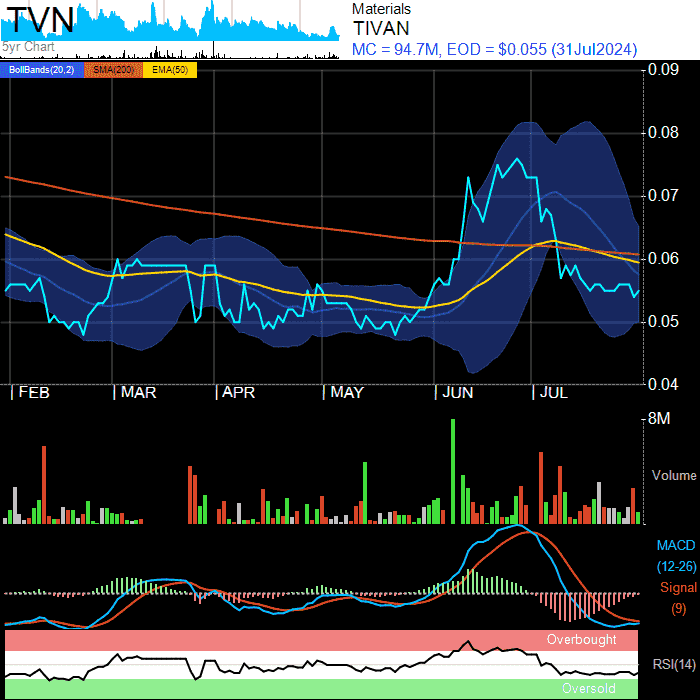 TVN
5yr Chart
Materials
TIVAN
MC = 94.7M, EOD = $0.055 (31Jul2024)
BollBands(20,2) SMA(200) EMA(50)
0.09
0.08
0.07
0.06
0.05
0.04
FEB MAR APR MAY JUN JUL
8M
Volume
MACD
(12-26)
Signal
(9)
Overbought
RSI(14)
Oversold